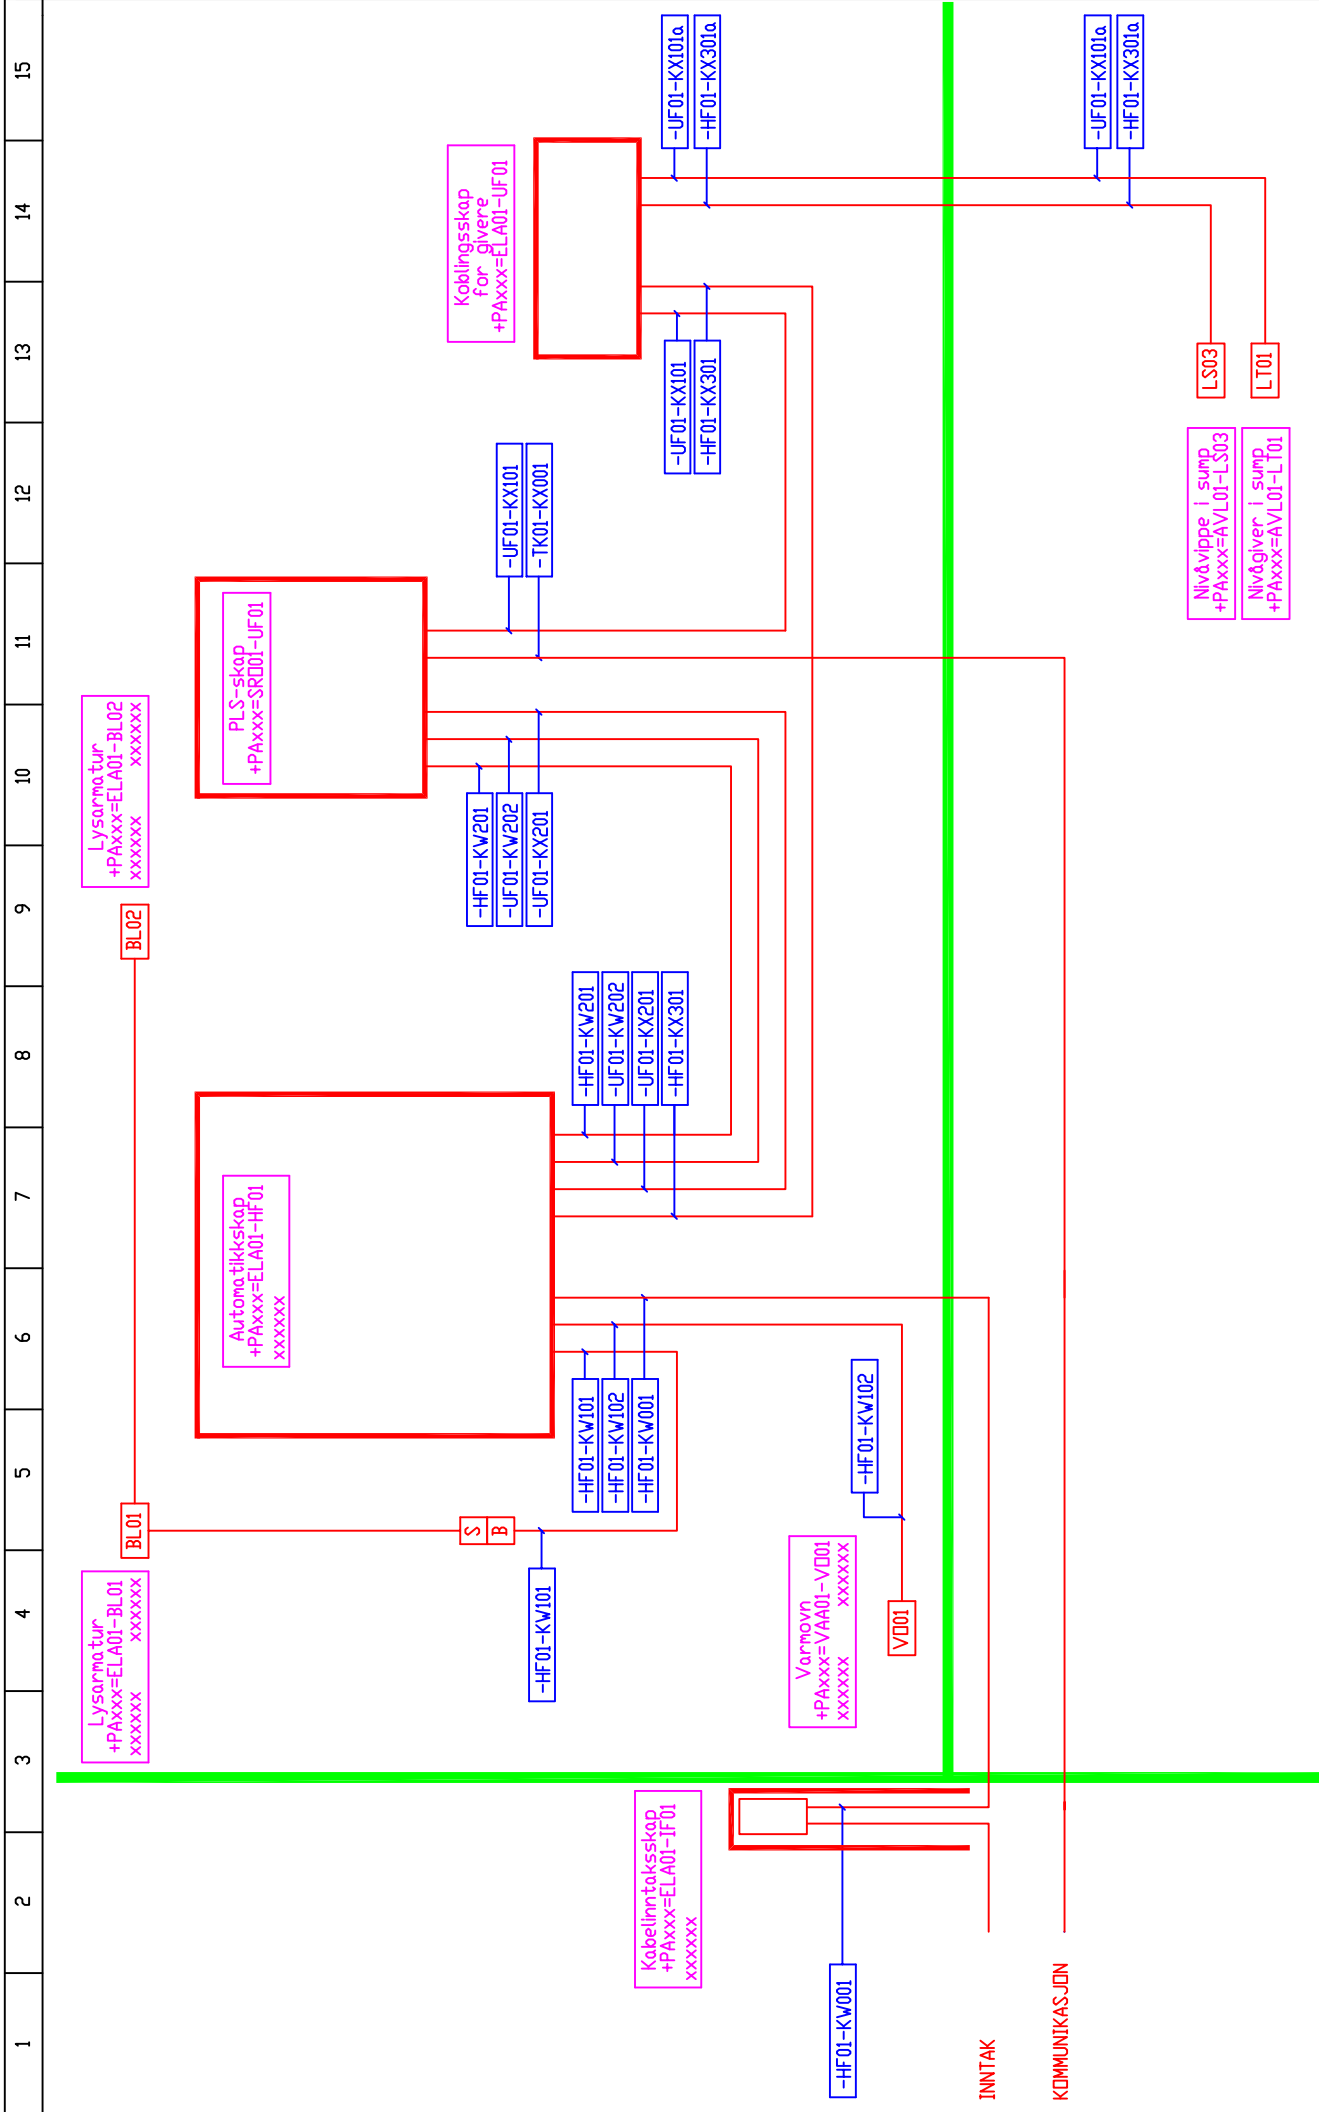 1
2
3
4
5
6
7
8
9
10
11
12
13
14
15
Lysarmatur
+PAxxx=ELA01-BL01
xxxxxx xxxxxx
BL01
BL02
Lysarmatur
+PAxxx=ELA01-BL02
xxxxxx xxxxxx
Automatikkskap
+PAxxx=ELA01-HF01
xxxxxx
PLS-skap
+PAxxx=SRO01-UF01
Koblingsskap
for givere
+PAxxx=ELA01-UF01
S
B
-HF01-KW101
-HF01-KW101
-HF01-KW102
-HF01-KW001
-HF01-KW201
-UF01-KW202
-UF01-KX201
-HF01-KX301
-HF01-KW201
-UF01-KW202
-UF01-KX201
-UF01-KX101
-TK01-KX001
-UF01-KX101
-HF01-KX301
-UF01-KX101a
-HF01-KX301a
Kabelinntaksskap
+PAxxx=ELA01-IF01
xxxxxx
Varmovn
+PAxxx=VAA01-VO01
xxxxxx xxxxxx
VO01
-HF01-KW102
-HF01-KW001
INNTAK
KOMMUNIKASJON
-UF01-KX101a
-HF01-KX301a
Nivåvippe i sump
+PAxxx=AVL01-LS03
LS03
Nivågiver i sump
+PAxxx=AVL01-LT01
LT01